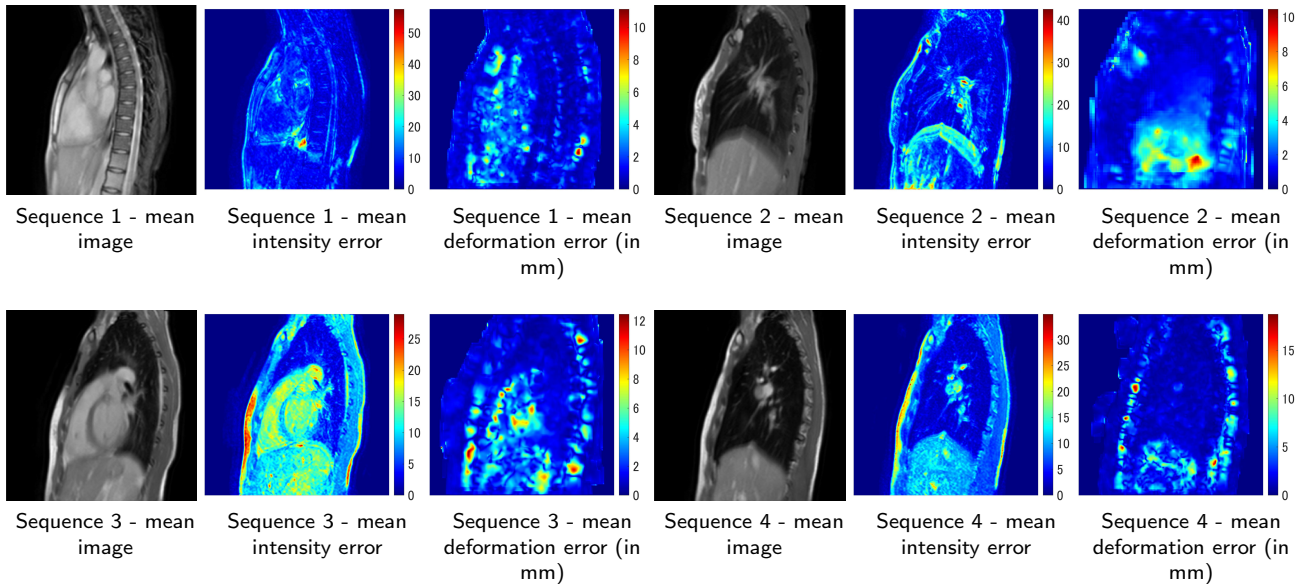 50
40
30
20
10
0
10
8
6
4
2
0
40
30
20
10
0
10
8
6
4
2
0
Sequence 1 - mean
image
Sequence 1 - mean
intensity error
Sequence 1 - mean
deformation error (in
mm)
Sequence 2 - mean
image
Sequence 2 - mean
intensity error
Sequence 2 - mean
deformation error (in
mm)
25
20
15
10
5
0
12
10
8
6
4
2
0
30
25
20
15
10
5
0
15
10
5
0
Sequence 3 - mean
image
Sequence 3 - mean
intensity error
Sequence 3 - mean
deformation error (in
mm)
Sequence 4 - mean
image
Sequence 4 - mean
intensity error
Sequence 4 - mean
deformation error (in
mm)